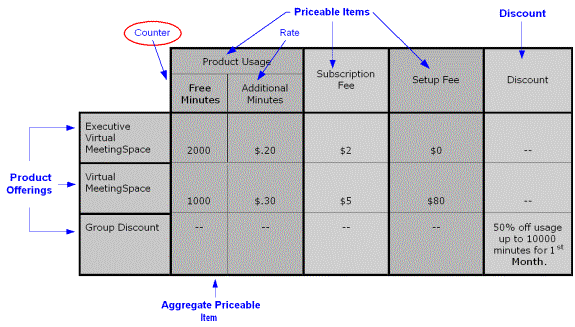 Priceable Items
Discount
Counter
Rate
Product Usage
Subscription
Fee
Setup Fee
Discount
Free
Minutes
Additional
Minutes
Executive
Virtual
MeetingSpace
2000
$.20
$2
$0
--
Product
Offerings
Virtual
MeetingSpace
1000
$.30
$5
$80
--
Group Discount
--
--
--
--
50% off usage
up to 10000
minutes for 1st
Month.
Aggregate Priceable
Item